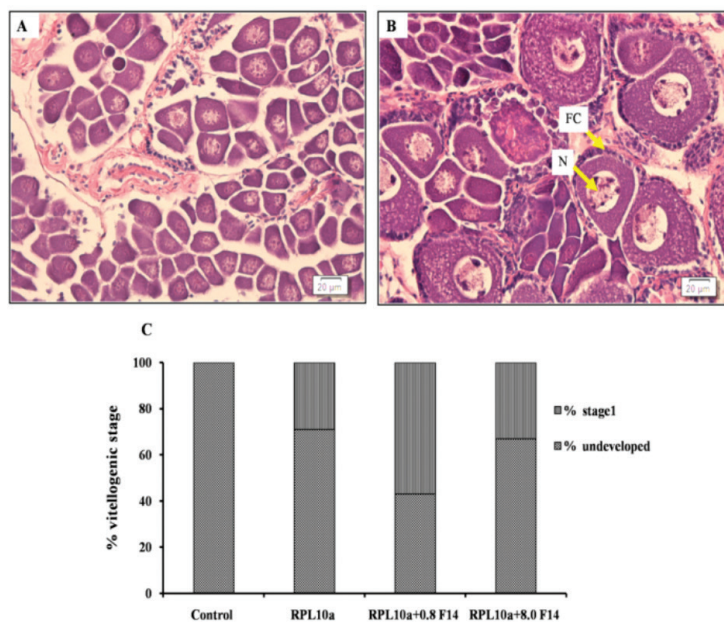 A
B
FC
N
20 µm
20 µm
C
% vitellogenic stage
100
80
60
40
20
0
% stage1
% undeveloped
Control RPL10a RPL10a+0.8 F14 RPL10a+8.0 F14